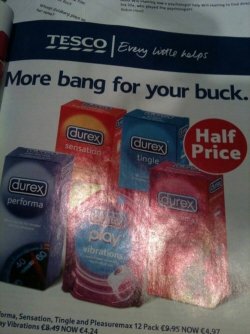 TESCO
Every little helps
More bang for your buck.
durex
sensation
durex
tingle
Half
Price
durex
performa
durex
play
vibrations
durex
orma, Sensation, Tingle and Pleasuremax 12 Pack €9.95 NOW €4.97
ay Vibrations €8.49 NOW €4.24